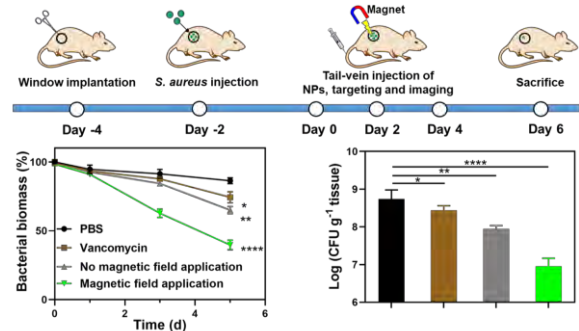 Magnet
Window implantation
S. aureus injection
Tail-vein injection of
NPs, targeting and imaging
Sacrifice
Day -4
Day -2
Day 0
Day 2
Day 4
Day 6
Bacterial biomass (%)
100
50
0
PBS
Vancomycin
No magnetic field application
Magnetic field application
*
**
****
0
2
4
6
Time (d)
Log (CFU g-1 tissue)
9
8
7
6
****
**
*